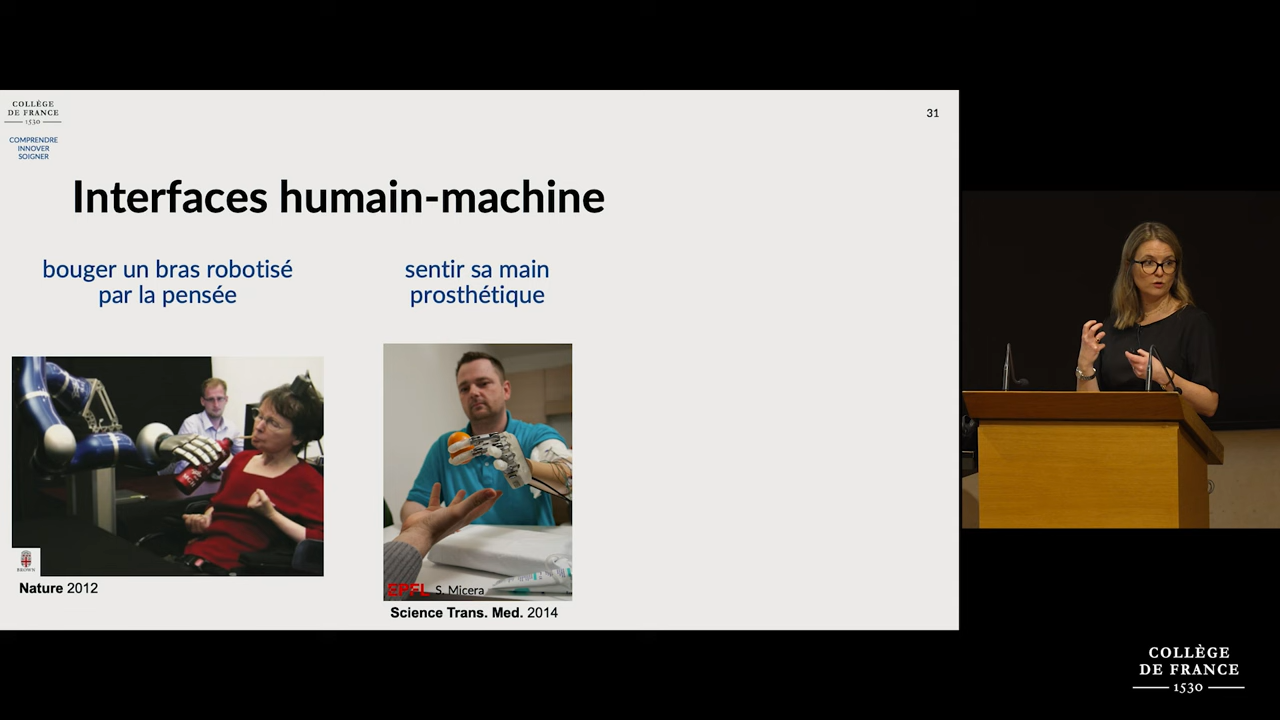 COLLÈGE
DE FRANCE
1530
COMPRENDRE
INNOVER
SOIGNER
31
Interfaces humain-machine
bouger un bras robotisé
par la pensée
sentir sa main
prosthétique
BROWN
Nature 2012
EPFL S. Micera
Science Trans. Med. 2014
COLLÈGE
DE FRANCE
1530